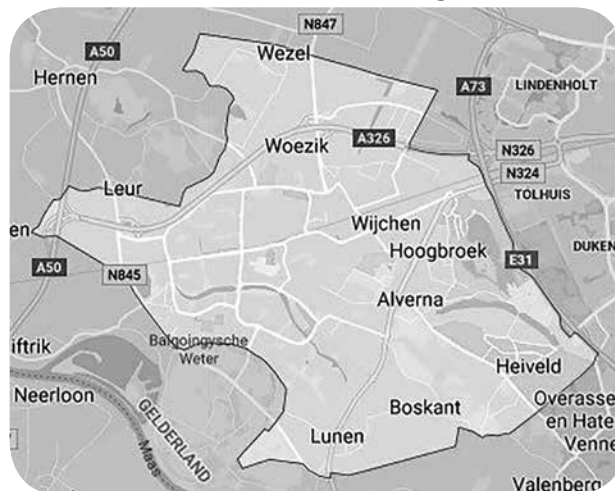 N847
A50
Wezel
Hernen
A73
LINDENHOLT
Woezik
A326
N326
N324
Leur
TOLHUIS
en
Wijchen
Hoogbroek
DUKEN
A50
N845
E31
Alverna
iftrik
Balgoingysche
Weter
Heiveld
Neerloon
GELDERLAND
Boskant
Overasse
en Hate
Venne
Lunen
Maas
Valenberg